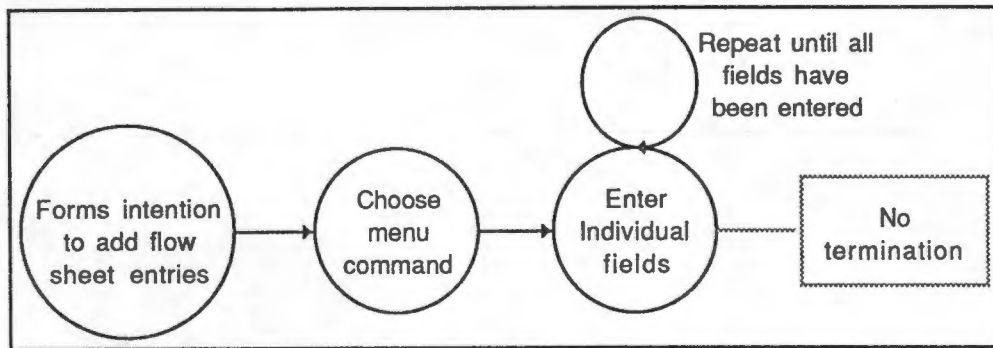 Forms intention
to add flow
sheet entries
Choose
menu
command
Enter
Individual
fields
Repeat until all
fields have
been entered
No
termination